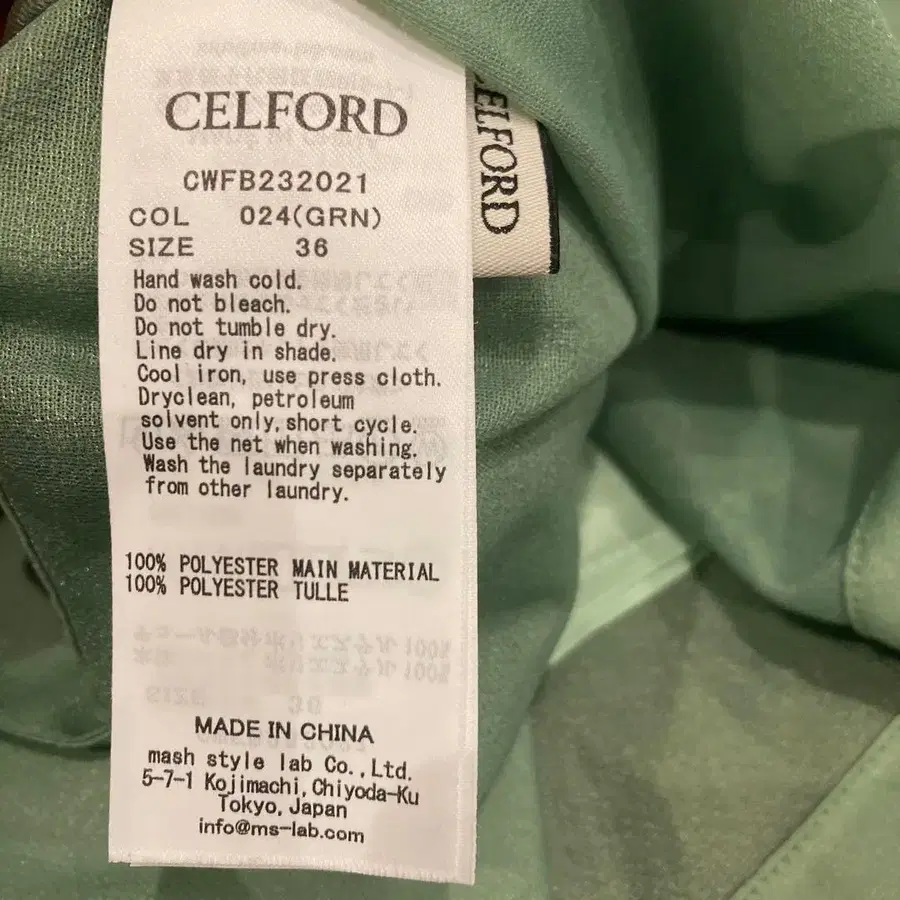 CELFORD
CELFORD
CWFB232021
COL 024(GRN)
SIZE 36
Hand wash cold.
Do not bleach.
Do not tumble dry.
Line dry in shade.
Cool iron, use press cloth.
Dryclean, petroleum
solvent only, short cycle.
Use the net when washing.
Wash the laundry separately
from other laundry.
100% POLYESTER MAIN MATERIAL
100% POLYESTER TULLE
MADE IN CHINA
mash style lab Co.,Ltd.
5-7-1 Kojimachi, Chiyoda-Ku
Tokyo, Japan
info@ms-lab.com